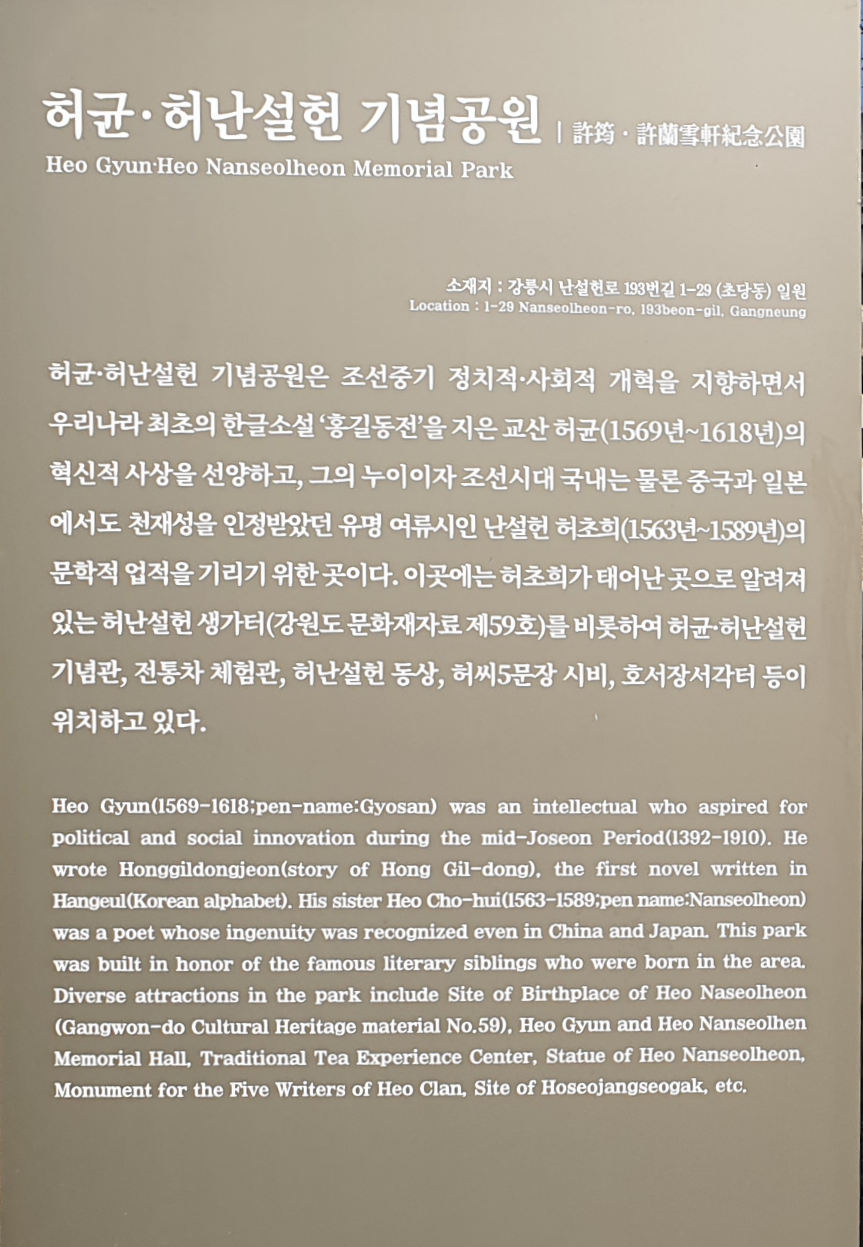 허균·허난설헌 기념공원 | 許筠·許蘭雪軒紀念公園
Heo Gyun·Heo Nanseolheon Memorial Park
소재지 : 강릉시 난설헌로 193번길 1-29 (초당동) 일원
Location : 1-29 Nanseolheon-ro, 193beon-gil, Gangneung
허균·허난설헌 기념공원은 조선중기 정치적·사회적 개혁을 지향하면서
우리나라 최초의 한글소설 ‘홍길동전’을 지은 교산 허균(1569년~1618년)의
혁신적 사상을 선양하고, 그의 누이이자 조선시대 국내는 물론 중국과 일본
에서도 천재성을 인정받았던 유명 여류시인 난설헌 허초희(1563년~1589년)의
문학적 업적을 기리기 위한 곳이다. 이곳에는 허초희가 태어난 곳으로 알려져
있는 허난설헌 생가터(강원도 문화재자료 제59호)를 비롯하여 허균·허난설헌
기념관, 전통차 체험관, 허난설헌 동상, 허씨5문장 시비, 호서장서각터 등이
위치하고 있다.
Heo Gyun(1569-1618;pen-name:Gyosan) was an intellectual who aspired for
political and social innovation during the mid-Joseon Period(1392-1910). He
wrote Honggildongjeon(story of Hong Gil-dong), the first novel written in
Hangeul(Korean alphabet). His sister Heo Cho-hui(1563-1589;pen name:Nanseolheon)
was a poet whose ingenuity was recognized even in China and Japan. This park
was built in honor of the famous literary siblings who were born in the area.
Diverse attractions in the park include Site of Birthplace of Heo Naseolheon
(Gangwon-do Cultural Heritage material No.59), Heo Gyun and Heo Nanseolhen
Memorial Hall, Traditional Tea Experience Center, Statue of Heo Nanseolheon,
Monument for the Five Writers of Heo Clan, Site of Hoseojangseogak, etc.